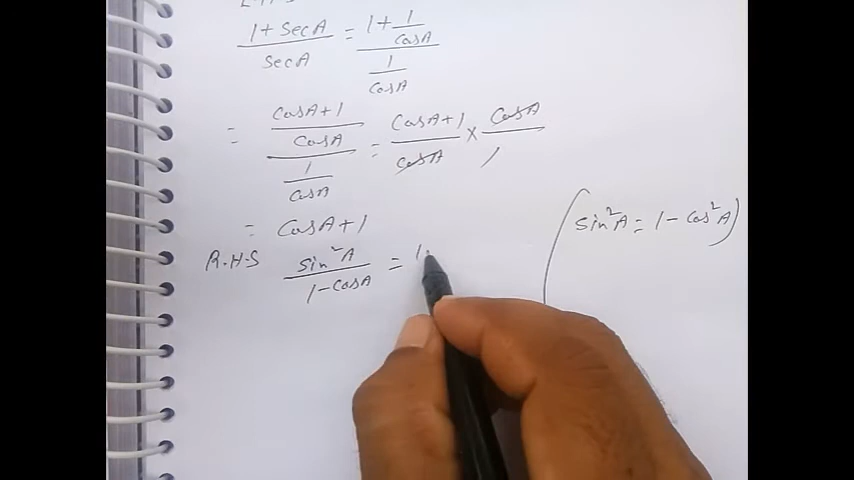 L.H.S
(1 + secA)/secA = (1 + 1/cosA)/(1/cosA)
= ((cosA + 1)/cosA)/(1/cosA) = (cosA + 1)/cosA × cosA/1
= cosA + 1
R.H.S sin²A/(1 - cosA) = 1 (sin²A = 1 - cos²A)